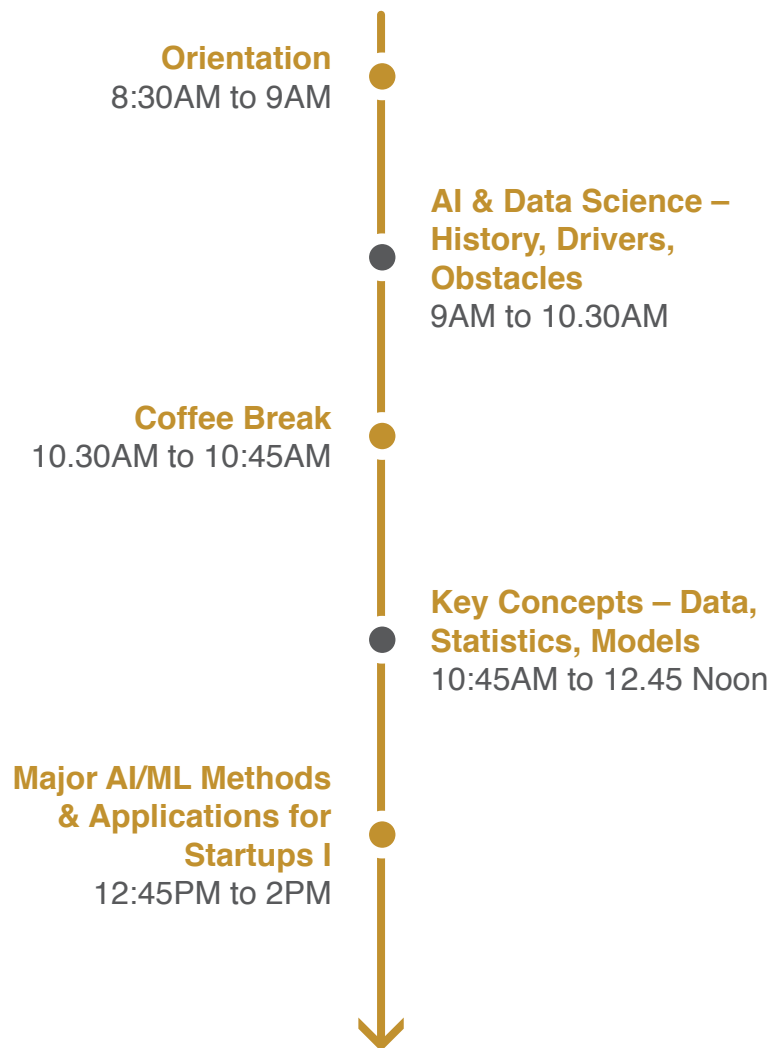 Orientation
8:30AM to 9AM
AI & Data Science –
History, Drivers,
Obstacles
9AM to 10.30AM
Coffee Break
10.30AM to 10:45AM
Key Concepts – Data,
Statistics, Models
10:45AM to 12.45 Noon
Major AI/ML Methods
& Applications for
Startups I
12:45PM to 2PM